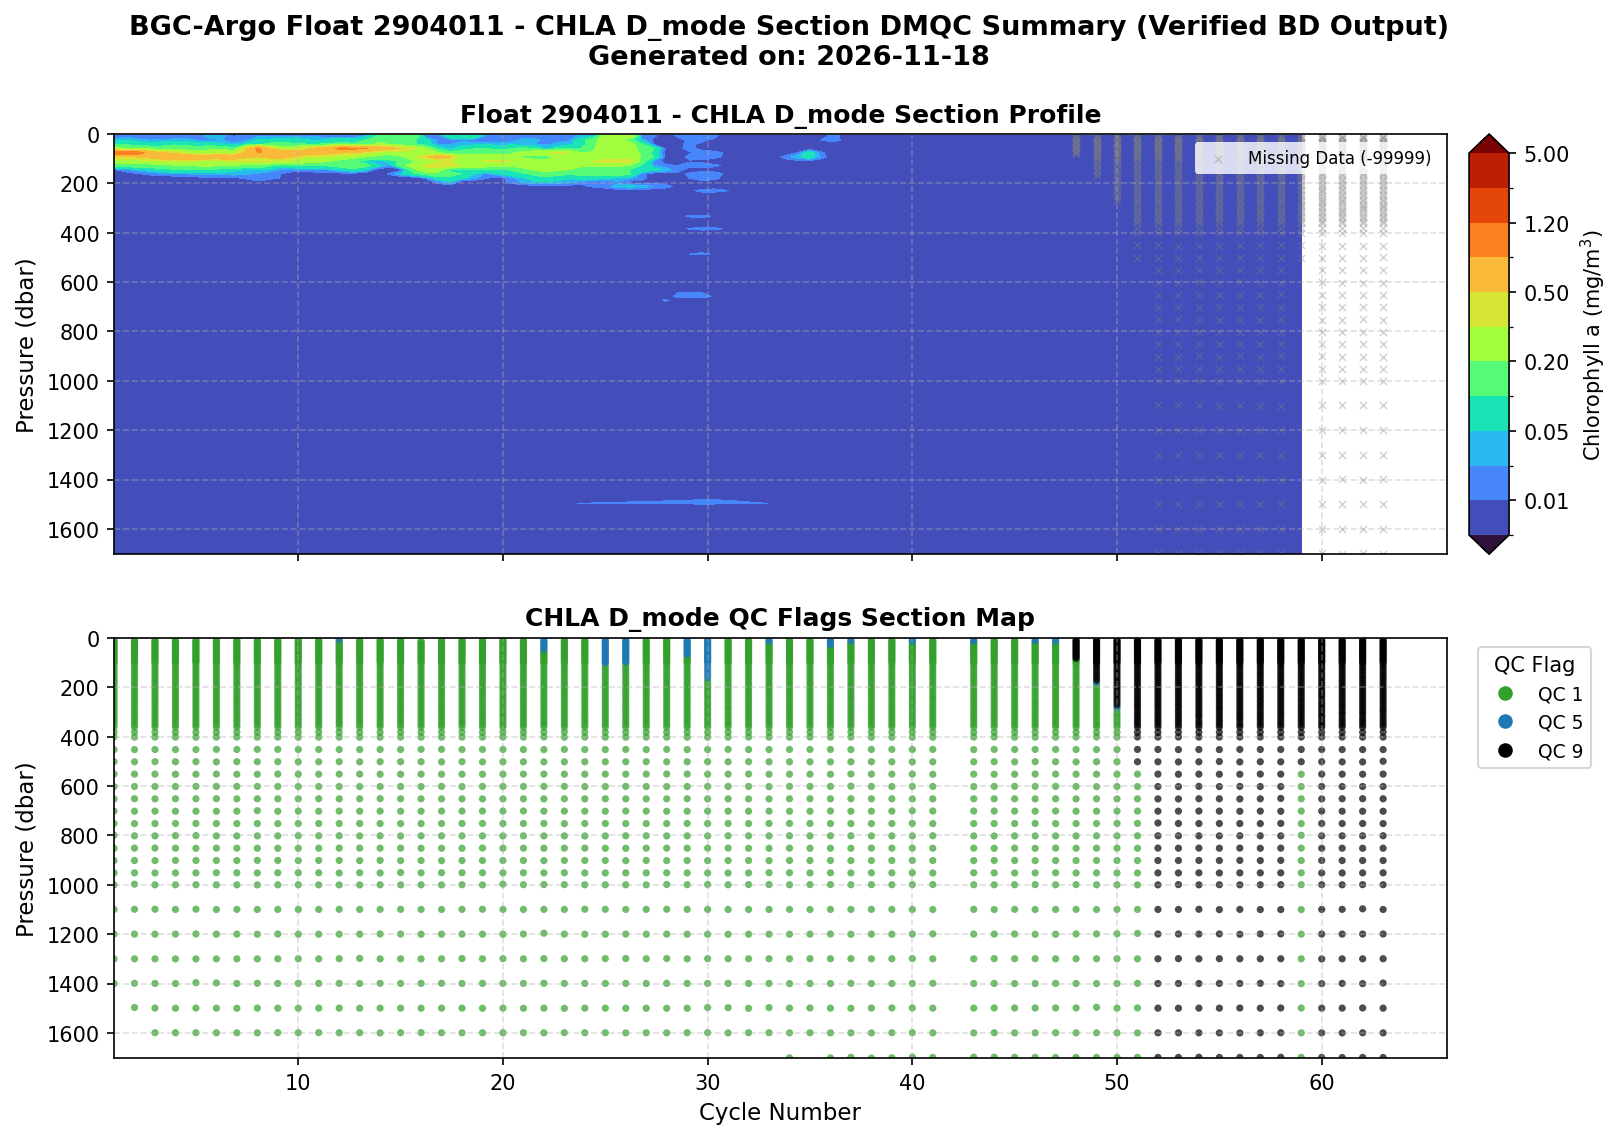 BGC-Argo Float 2904011 - CHLA D_mode Section DMQC Summary (Verified BD Output)
Generated on: 2026-11-18
Float 2904011 - CHLA D_mode Section Profile
Pressure (dbar)
0
200
400
600
800
1000
1200
1400
1600
Missing Data (-99999)
5.00
1.20
0.50
0.20
0.05
0.01
Chlorophyll a (mg/m³)
CHLA D_mode QC Flags Section Map
Pressure (dbar)
0
200
400
600
800
1000
1200
1400
1600
10
20
30
40
50
60
Cycle Number
QC Flag
QC 1
QC 5
QC 9